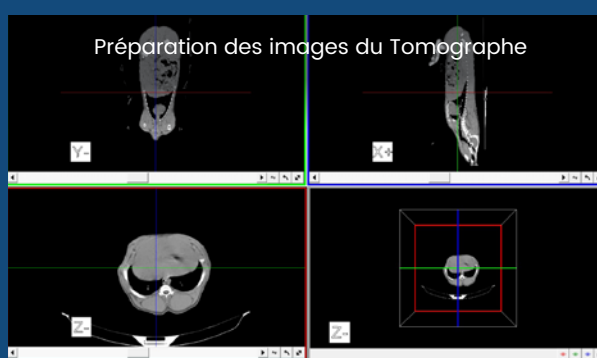 Préparation des images du Tomographe
Y-
X+
Z-
Z-